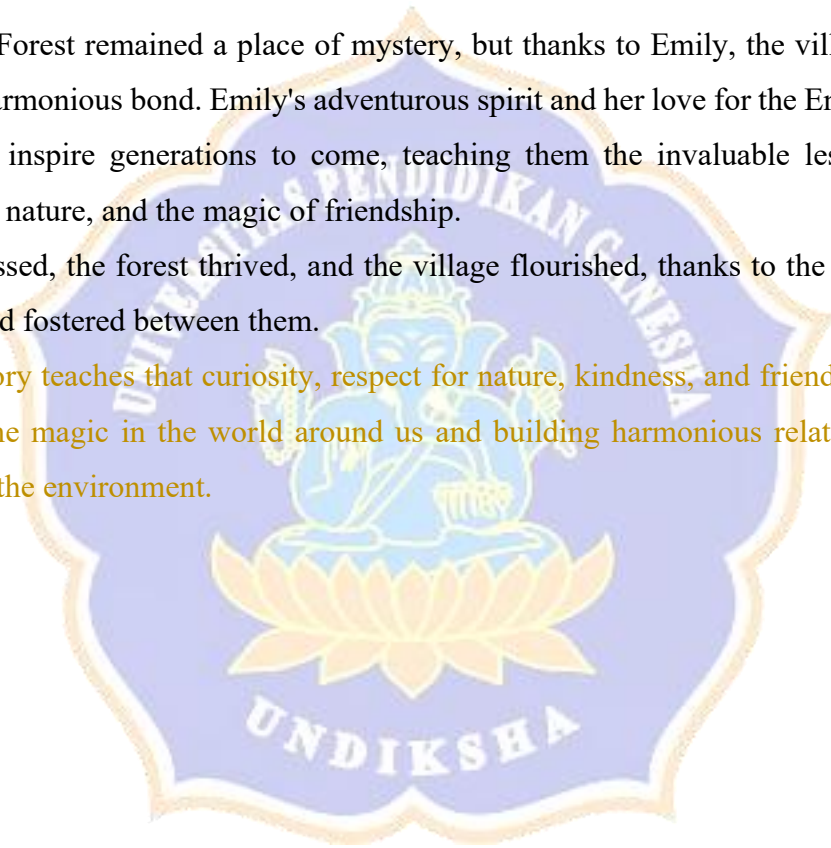 Forest remained a place of mystery, but thanks to Emily, the vill
armonious bond. Emily's adventurous spirit and her love for the En
inspire generations to come, teaching them the invaluable les
nature, and the magic of friendship.
ssed, the forest thrived, and the village flourished, thanks to the
d fostered between them.
ory teaches that curiosity, respect for nature, kindness, and friend
ne magic in the world around us and building harmonious relat
the environment.
UNIVERSITAS PENDIDIKAN GANESHA
UNDIKSHA